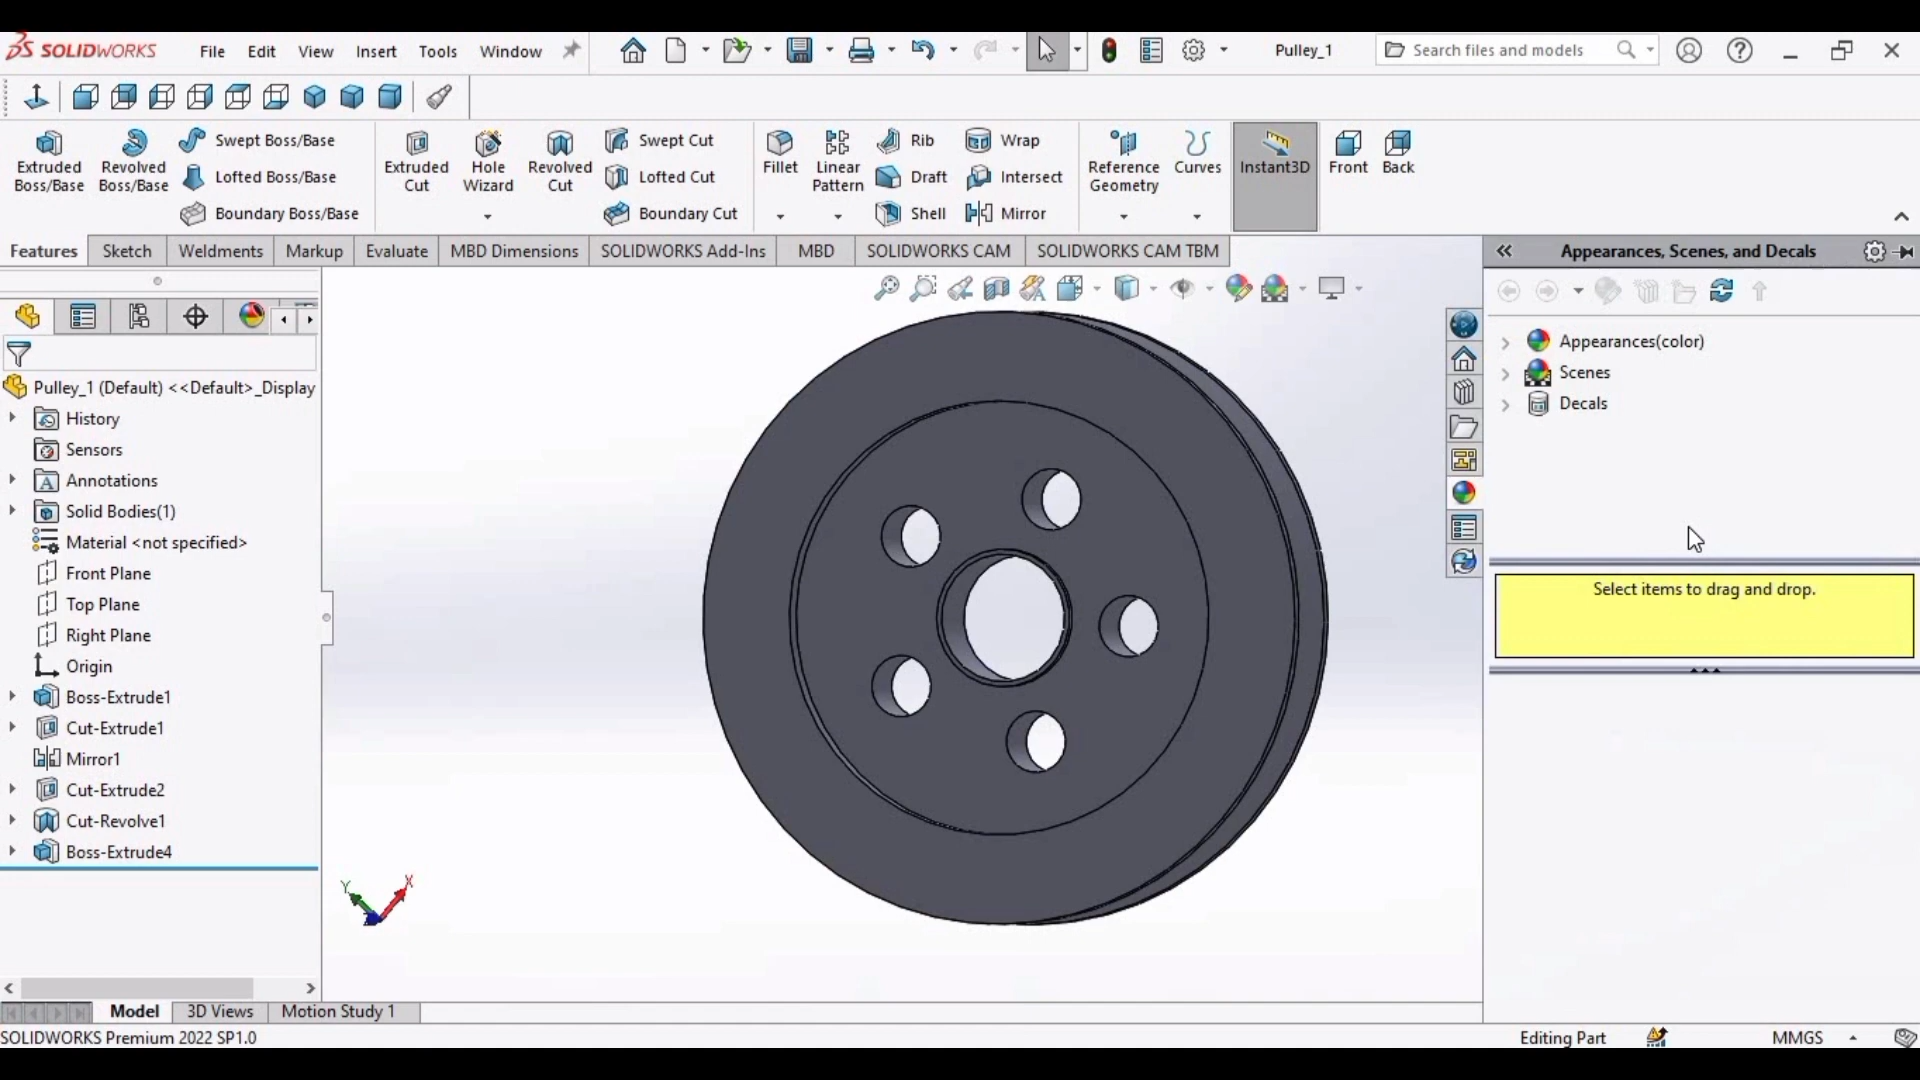 SOLIDWORKS File Edit View Insert Tools Window Pulley_1 Search files and models
Extruded Boss/Base
Revolved Boss/Base
Swept Boss/Base
Lofted Boss/Base
Boundary Boss/Base
Extruded Cut
Hole Wizard
Revolved Cut
Swept Cut
Lofted Cut
Boundary Cut
Fillet
Linear Pattern
Rib
Draft
Shell
Wrap
Intersect
Mirror
Reference Geometry
Curves
Instant3D
Front
Back
Features Sketch Weldments Markup Evaluate MBD Dimensions SOLIDWORKS Add-Ins MBD SOLIDWORKS CAM SOLIDWORKS CAM TBM
Pulley_1 (Default) <<Default>_Display
History
Sensors
Annotations
Solid Bodies(1)
Material <not specified>
Front Plane
Top Plane
Right Plane
Origin
Boss-Extrude1
Cut-Extrude1
Mirror1
Cut-Extrude2
Cut-Revolve1
Boss-Extrude4
Y X
Appearances, Scenes, and Decals
Appearances(color)
Scenes
Decals
Select items to drag and drop.
Model 3D Views Motion Study 1
SOLIDWORKS Premium 2022 SP1.0 Editing Part MMGS